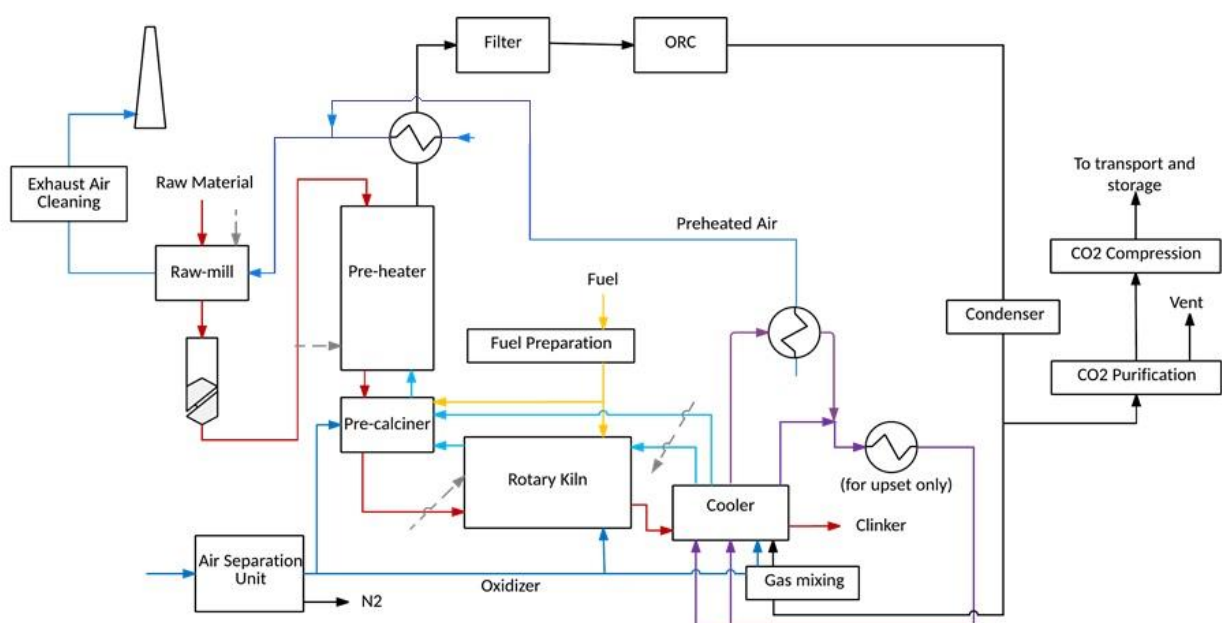 Filter
ORC
Exhaust Air
Cleaning
Raw Material
To transport and
storage
Preheated Air
Raw-mill
Pre-heater
CO2 Compression
Fuel
Vent
Condenser
Fuel Preparation
CO2 Purification
Pre-calciner
Rotary Kiln
(for upset only)
Cooler
Clinker
Air Separation
Unit
Oxidizer
Gas mixing
N2